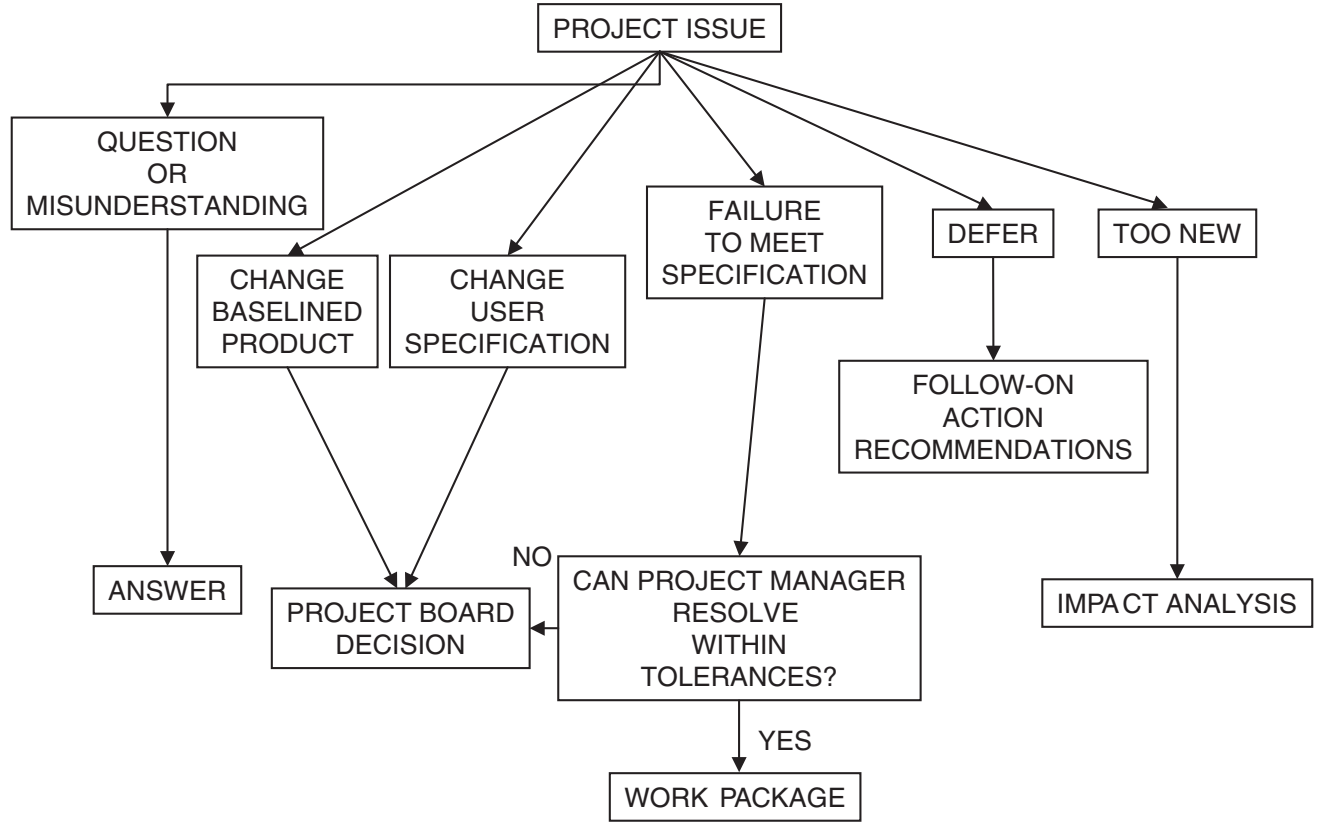 PROJECT ISSUE
QUESTION
OR
MISUNDERSTANDING
CHANGE
BASELINED
PRODUCT
CHANGE
USER
SPECIFICATION
FAILURE
TO MEET
SPECIFICATION
DEFER
TOO NEW
FOLLOW-ON
ACTION
RECOMMENDATIONS
ANSWER
PROJECT BOARD
DECISION
NO
CAN PROJECT MANAGER
RESOLVE
WITHIN
TOLERANCES?
IMPACT ANALYSIS
YES
WORK PACKAGE